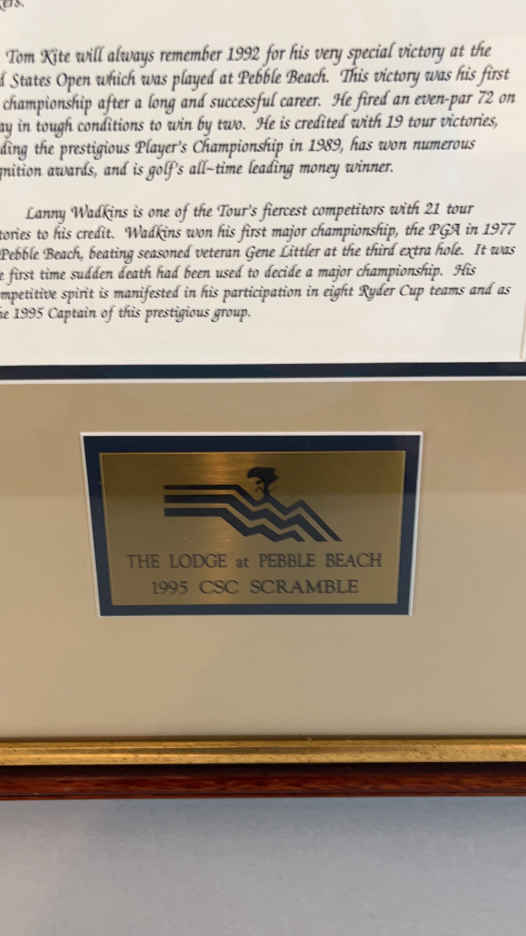 Tom Kite will always remember 1992 for his very special victory at the
States Open which was played at Pebble Beach. This victory was his first
championship after a long and successful career. He fired an even-par 72 on
in tough conditions to win by two. He is credited with 19 tour victories,
the prestigious Player's Championship in 1989, has won numerous
awards, and is golf's all-time leading money winner.
Lanny Wadkins is one of the Tour's fiercest competitors with 21 tour
to his credit. Wadkins won his first major championship, the PGA in 1977
Pebble Beach, beating seasoned veteran Gene Littler at the third extra hole. It was
first time sudden death had been used to decide a major championship. His
spirit is manifested in his participation in eight Ryder Cup teams and as
1995 Captain of this prestigious group.
THE LODGE at PEBBLE BEACH
1995 CSC SCRAMBLE